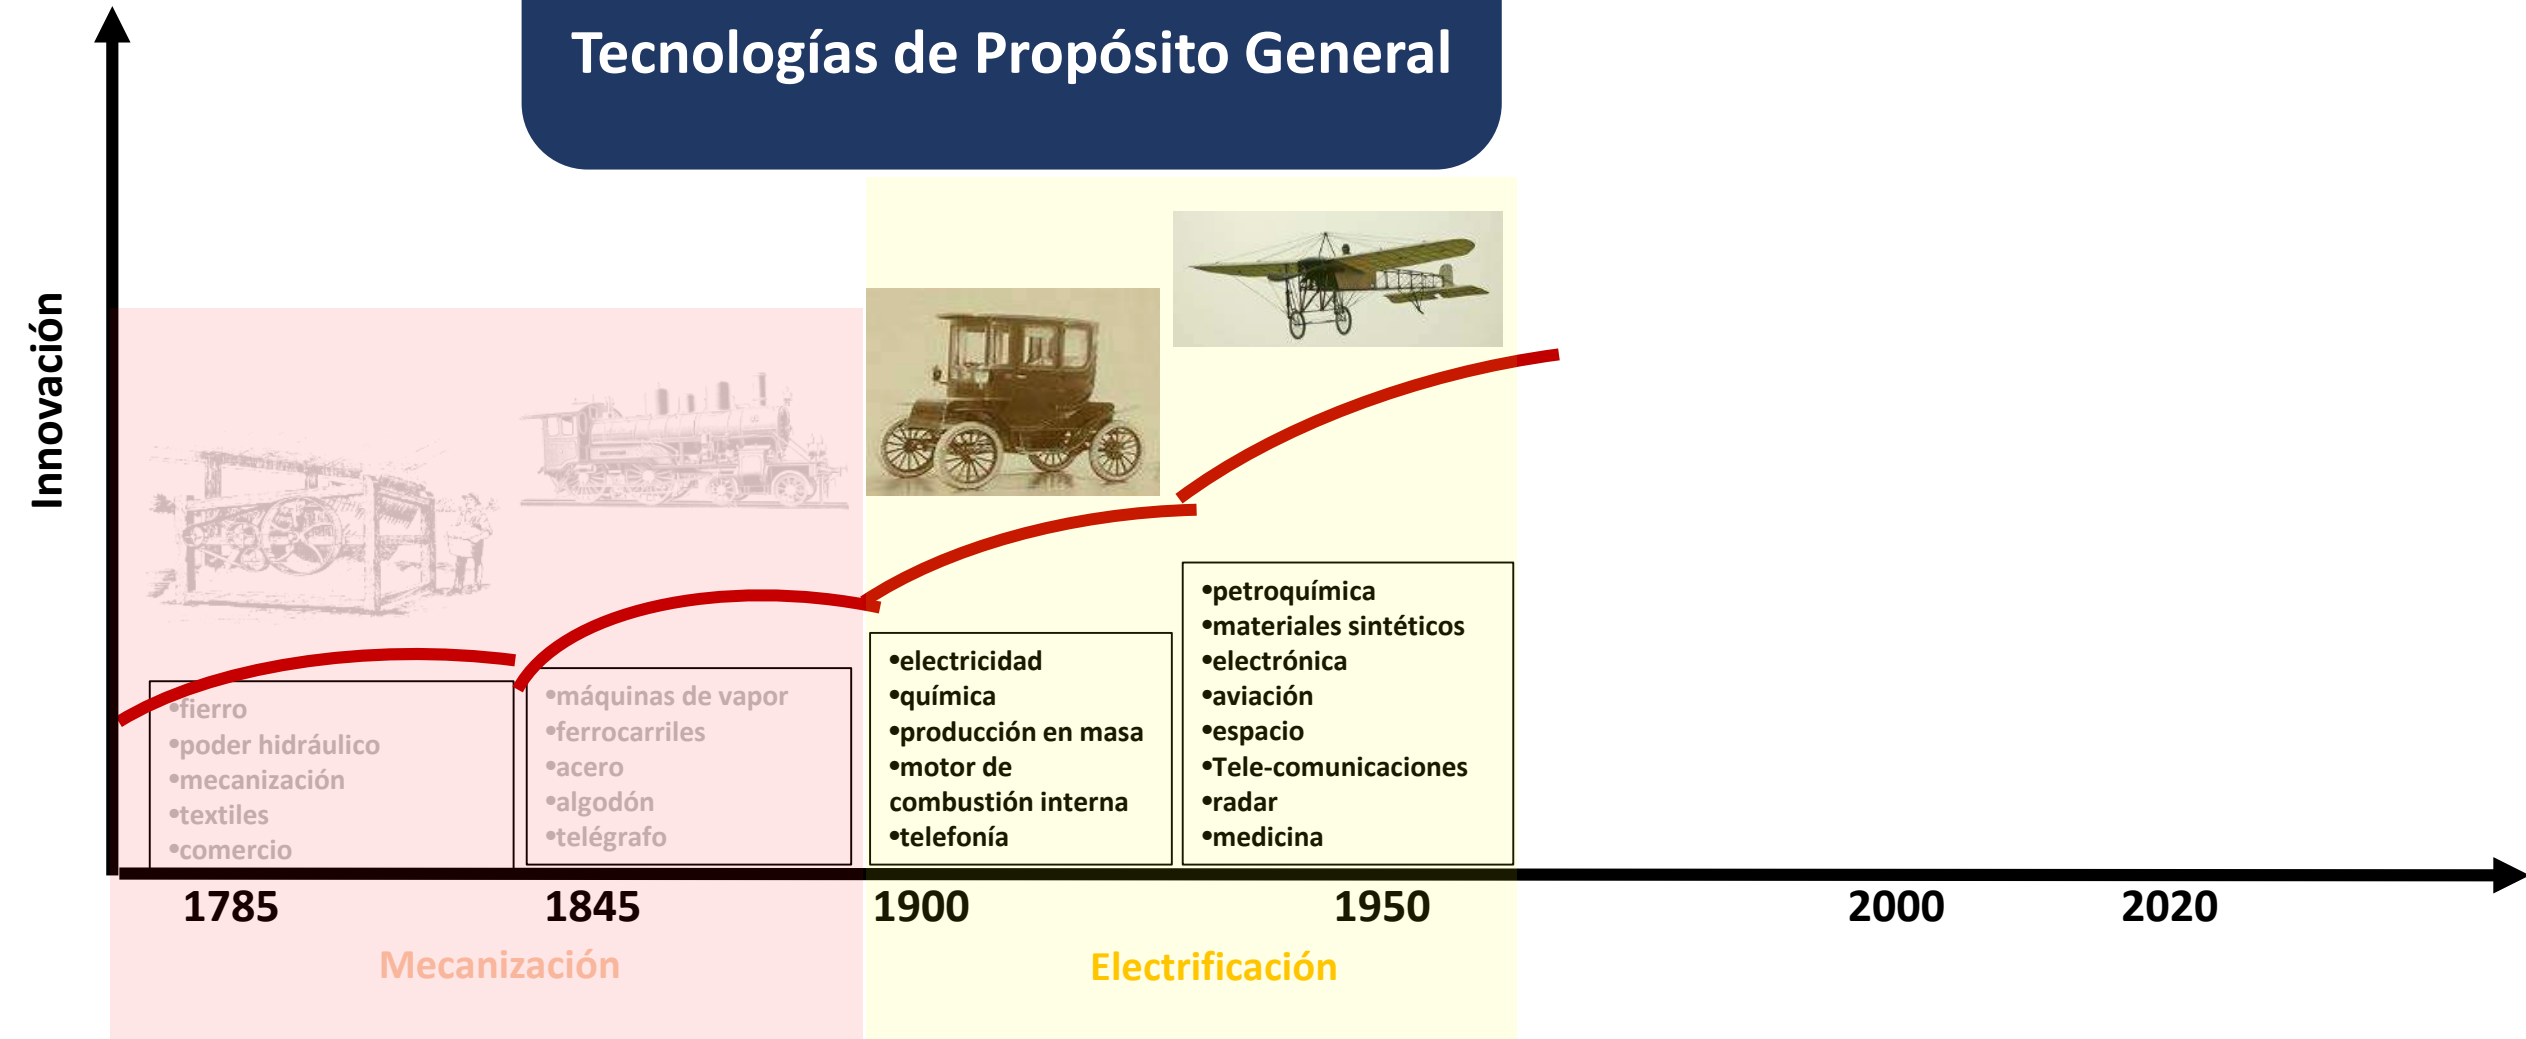 Tecnologías de Propósito General
Innovación
•fierro
•poder hidráulico
•mecanización
•textiles
•comercio
•máquinas de vapor
•ferrocarriles
•acero
•algodón
•telégrafo
•electricidad
•química
•producción en masa
•motor de
combustión interna
•telefonía
•petroquímica
•materiales sintéticos
•electrónica
•aviación
•espacio
•Tele-comunicaciones
•radar
•medicina
1785
1845
1900
1950
2000
2020
Mecanización
Electrificación